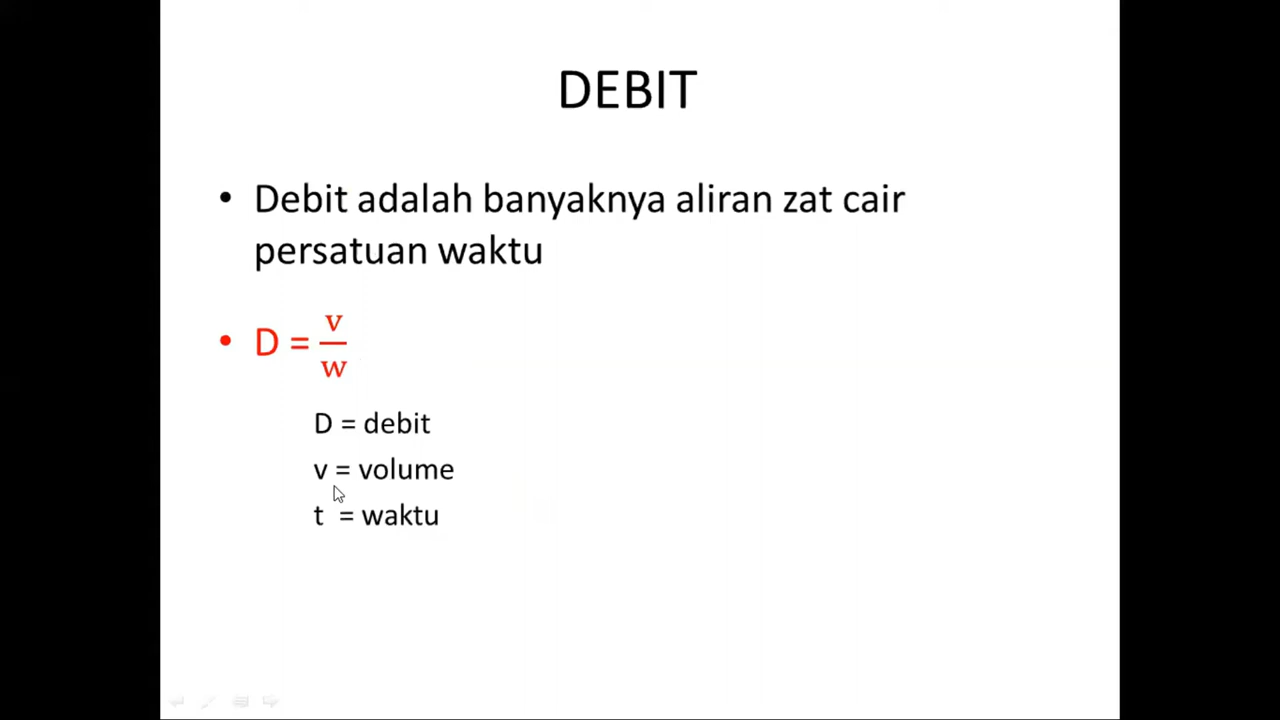 DEBIT
• Debit adalah banyaknya aliran zat cair
persatuan waktu
• D = v/w
D = debit
v = volume
t = waktu